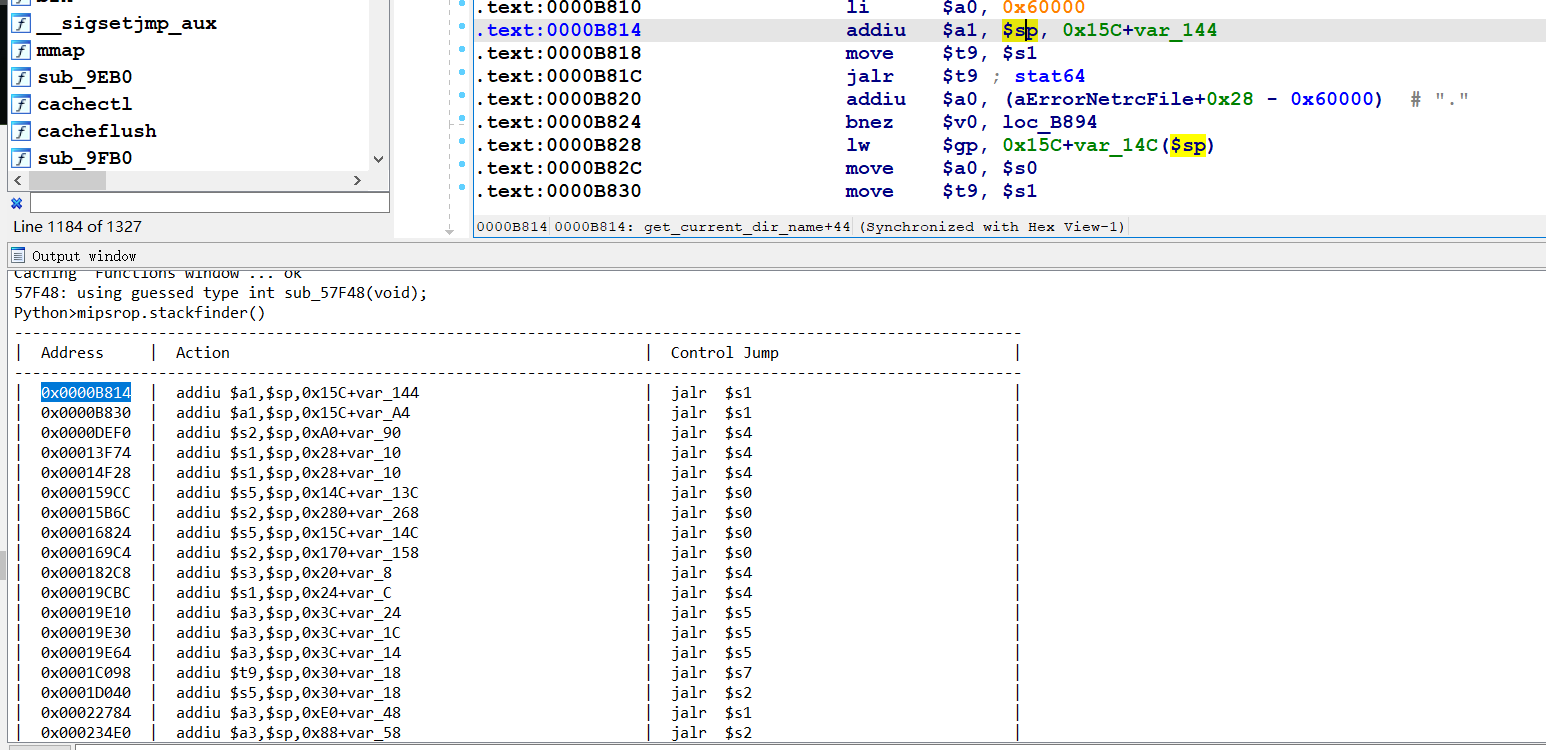 __sigsetjmp_aux
mmap
sub_9EB0
cachectl
cacheflush
sub_9FB0
Line 1184 of 1327
.text:0000B810 li $a0, 0x60000
.text:0000B814 addiu $a1, $sp, 0x15C+var_144
.text:0000B818 move $t9, $s1
.text:0000B81C jalr $t9 ; stat64
.text:0000B820 addiu $a0, (aErrorNetrcFile+0x28 - 0x60000) # "."
.text:0000B824 bnez $v0, loc_B894
.text:0000B828 lw $gp, 0x15C+var_14C($sp)
.text:0000B82C move $a0, $s0
.text:0000B830 move $t9, $s1
0000B814 0000B814: get_current_dir_name+44 (Synchronized with Hex View-1)
Output window
Caching 'Functions window'... ok
57F48: using guessed type int sub_57F48(void);
Python>mipsrop.stackfinder()
| Address | Action | Control Jump |
| 0x0000B814 | addiu $a1,$sp,0x15C+var_144 | jalr $s1 |
| 0x0000B830 | addiu $a1,$sp,0x15C+var_A4 | jalr $s1 |
| 0x0000DEF0 | addiu $s2,$sp,0xA0+var_90 | jalr $s4 |
| 0x00013F74 | addiu $s1,$sp,0x28+var_10 | jalr $s4 |
| 0x00014F28 | addiu $s1,$sp,0x28+var_10 | jalr $s4 |
| 0x000159CC | addiu $s5,$sp,0x14C+var_13C | jalr $s0 |
| 0x00015B6C | addiu $s2,$sp,0x280+var_268 | jalr $s0 |
| 0x00016824 | addiu $s5,$sp,0x15C+var_14C | jalr $s0 |
| 0x000169C4 | addiu $s2,$sp,0x170+var_158 | jalr $s0 |
| 0x000182C8 | addiu $s3,$sp,0x20+var_8 | jalr $s4 |
| 0x00019CBC | addiu $s1,$sp,0x24+var_C | jalr $s4 |
| 0x00019E10 | addiu $a3,$sp,0x3C+var_24 | jalr $s5 |
| 0x00019E30 | addiu $a3,$sp,0x3C+var_1C | jalr $s5 |
| 0x00019E64 | addiu $a3,$sp,0x3C+var_14 | jalr $s5 |
| 0x0001C098 | addiu $t9,$sp,0x30+var_18 | jalr $s7 |
| 0x0001D040 | addiu $s5,$sp,0x30+var_18 | jalr $s2 |
| 0x00022784 | addiu $a3,$sp,0xE0+var_48 | jalr $s1 |
| 0x000234E0 | addiu $a3,$sp,0x88+var_58 | jalr $s2 |